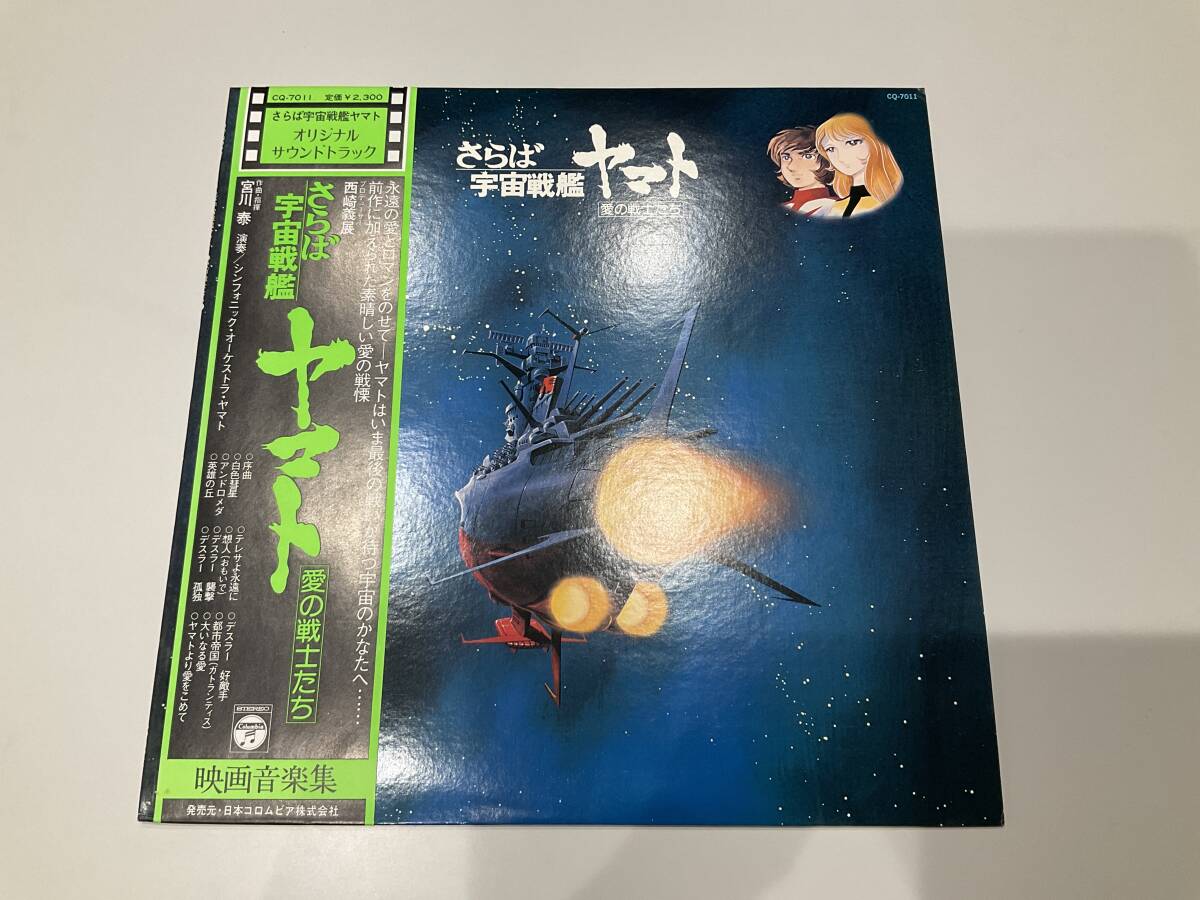 CQ-7011 定価¥2,300
さらば宇宙戦艦ヤマト
オリジナル
サウンドトラック
永遠の愛とロマンをのせて—ヤマトはいま最後の戦 が待つ宇宙のかなたへ……
前作に加えられた素晴しい愛の戦慄
プロデューサー
西崎義展
さらば
宇宙戦艦
ヤマト
愛の戦士たち
作曲・指揮
宮川 泰 演奏/シンフォニック・オーケストラ・ヤマト
○序曲
○白色彗星
○アンドロメダ
○英雄の丘
○テレサよ永遠に
○想人(おもいで)
○デスラー 襲撃
○デスラー 孤独
○デスラー 好敵手
○都市帝国(ガトランティス)
○大いなる愛
○ヤマトより愛をこめて
STEREO
Columbia
映画音楽集
発売元・日本コロムビア株式会社
CQ-7011
さらば
宇宙戦艦
ヤマト
愛の戦士たち